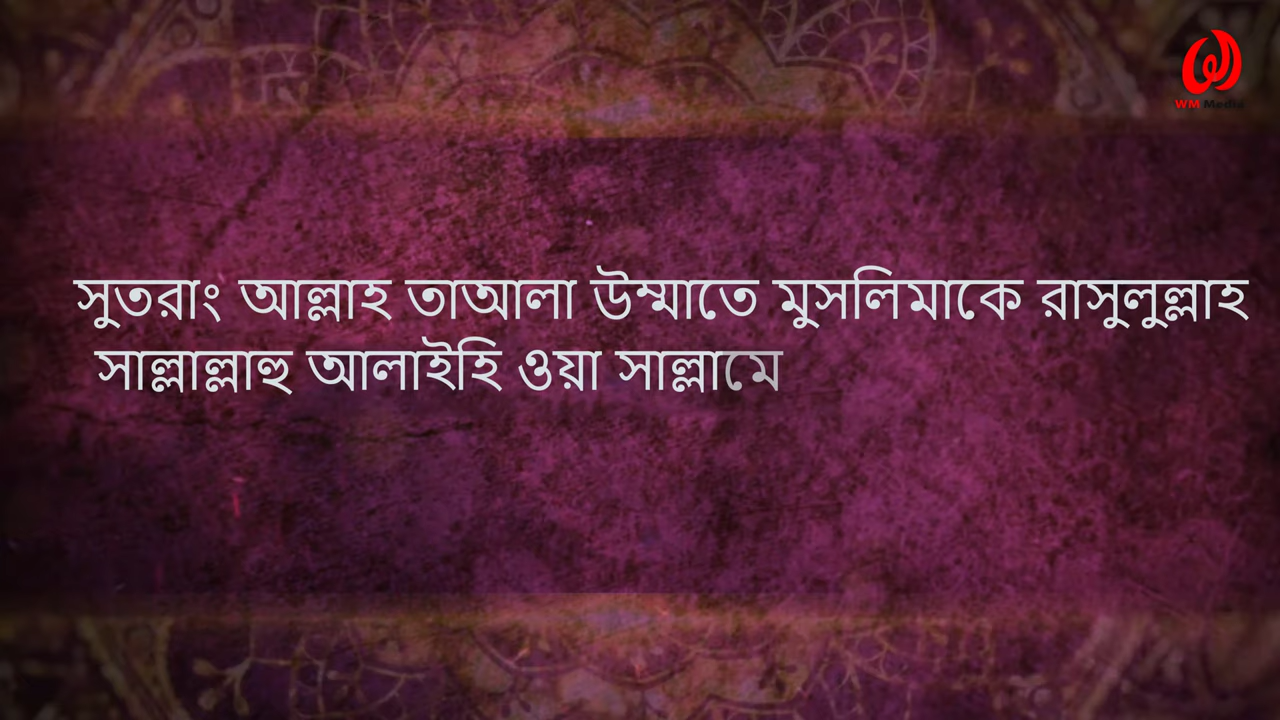 WM Media
সুতরাং আল্লাহ তাআলা উম্মাতে মুসলিমাকে রাসুলুল্লাহ
সাল্লাল্লাহু আলাইহি ওয়া সাল্লামে